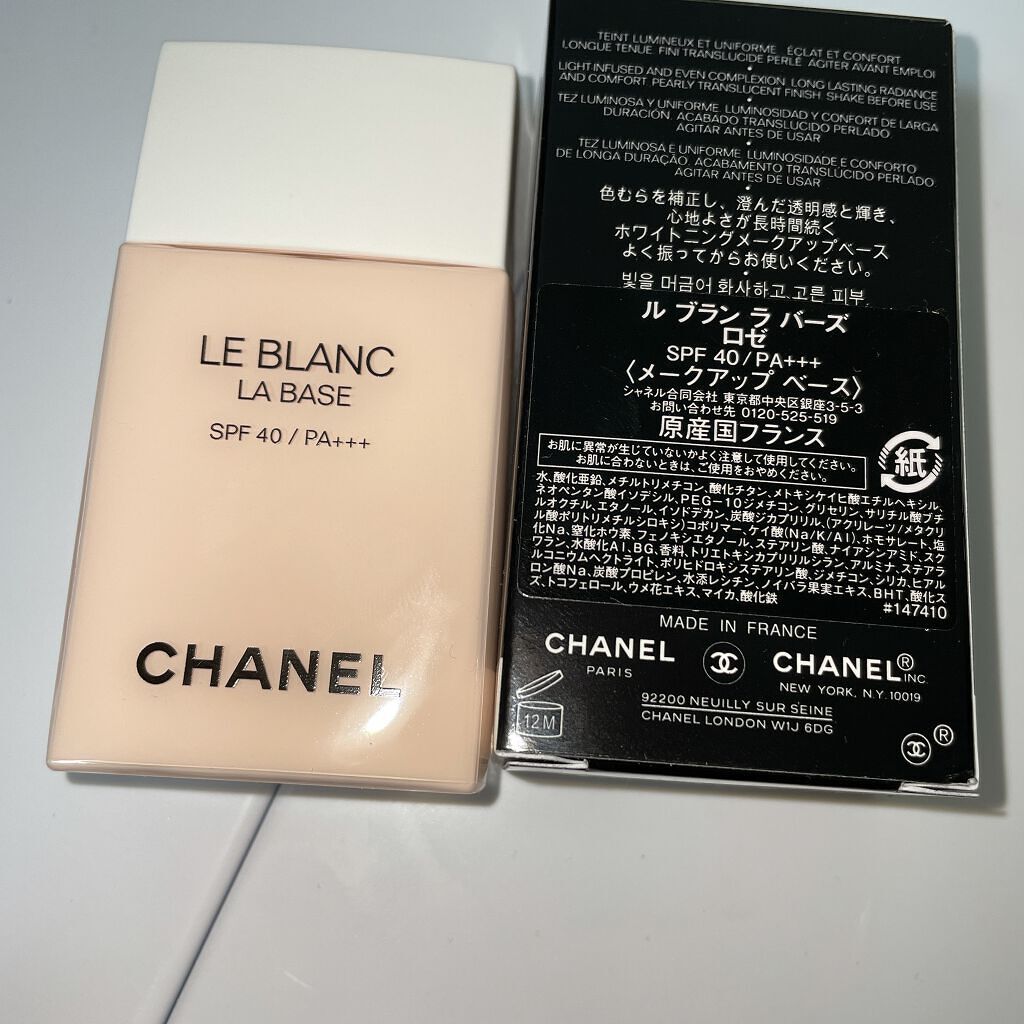 LE BLANC
LA BASE
SPF 40 / PA+++
CHANEL
TEINT LUMINEUX ET UNIFORME. ÉCLAT ET CONFORT
LONGUE TENUE. FINI TRANSLUCIDE PERLÉ. AGITER AVANT EMPLOI
•
LIGHT-INFUSED AND EVEN COMPLEXION. LONG LASTING RADIANCE
AND COMFORT. PEARLY TRANSLUCENT FINISH. SHAKE BEFORE USE
•
TEZ LUMINOSA Y UNIFORME. LUMINOSIDAD Y CONFORT DE LARGA
DURACIÓN. ACABADO TRANSLUCIDO PERLADO.
AGITAR ANTES DE USAR
•
TEZ LUMINOSA E UNIFORME. LUMINOSIDADE E CONFORTO
DE LONGA DURAÇÃO. ACABAMENTO TRANSLÚCIDO PERLADO.
AGITAR ANTES DE USAR
•
色むらを補正し、澄んだ透明感と輝き、
心地よさが長時間続く
ホワイトニングメークアップベース
よく振ってからお使いください。
•
빛을 머금어 화사하고 고른 피부
ル ブラン ラ バーズ
ロゼ
SPF 40/PA+++
〈メークアップ ベース〉
シャネル合同会社 東京都中央区銀座3-5-3
お問い合わせ先 0120-525-519
原産国フランス
お肌に異常が生じていないかよく注意して使用してください。
お肌に合わないときは、ご使用をおやめください。
紙
水、酸化亜鉛、メチルトリメチコン、酸化チタン、メトキシケイヒ酸エチルヘキシル、
ネオペンタン酸イソデシル、PEG-10ジメチコン、グリセリン、サリチル酸ブチ
ルオクチル、エタノール、イソドデカン、炭酸ジカプリリル、(アクリレーツ/メタクリ
ル酸ポリトリメチルシロキシ)コポリマー、ケイ酸(Na/K/Al)、ホモサレート、塩
化Na、窒化ホウ素、フェノキシエタノール、ステアリン酸、ナイアシンアミド、スク
ワラン、水酸化Al、BG、香料、トリエトキシカプリリルシラン、アルミナ、ステアラ
ルコニウムヘクトライト、ポリヒドロキシステアリン酸、ジメチコン、シリカ、ヒアル
ロン酸Na、炭酸プロピレン、水添レシチン、ノイバラ果実エキス、BHT、酸化ス
ズ、トコフェロール、ウメ花エキス、マイカ、酸化鉄
#147410
MADE IN FRANCE
CHANEL
PARIS
CHANEL®
INC.
NEW YORK, N.Y. 10019
92200 NEUILLY SUR SEINE
CHANEL LONDON W1J 6DG
12 M
®